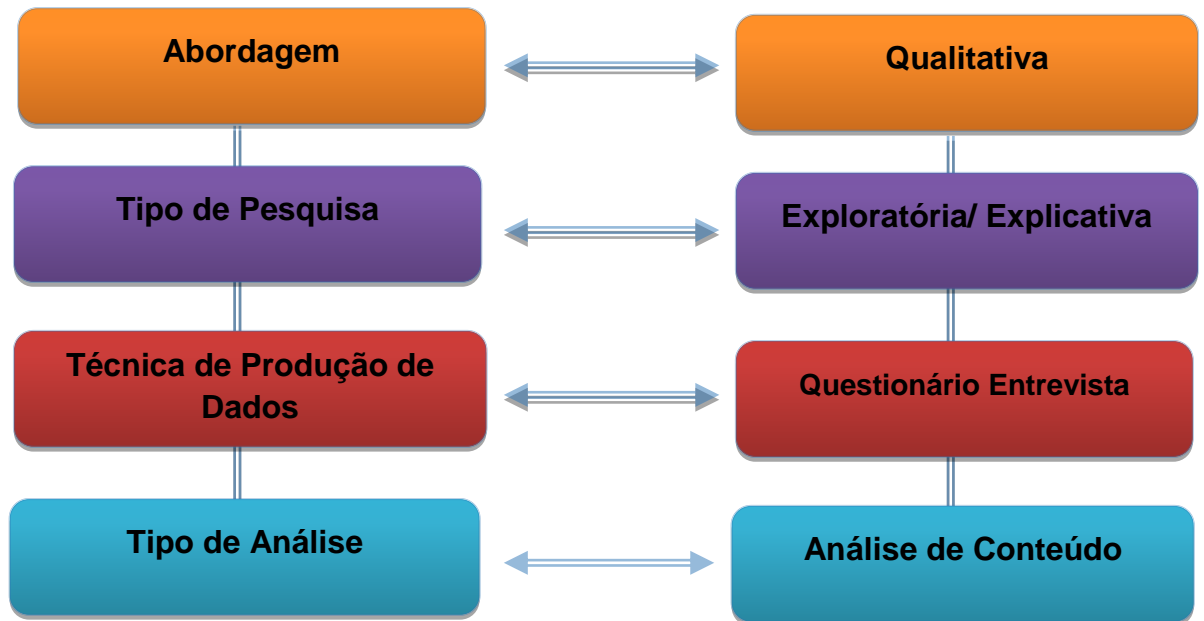 Abordagem
Qualitativa
Tipo de Pesquisa
Exploratória/ Explicativa
Técnica de Produção de
Dados
Questionário Entrevista
Tipo de Análise
Análise de Conteúdo